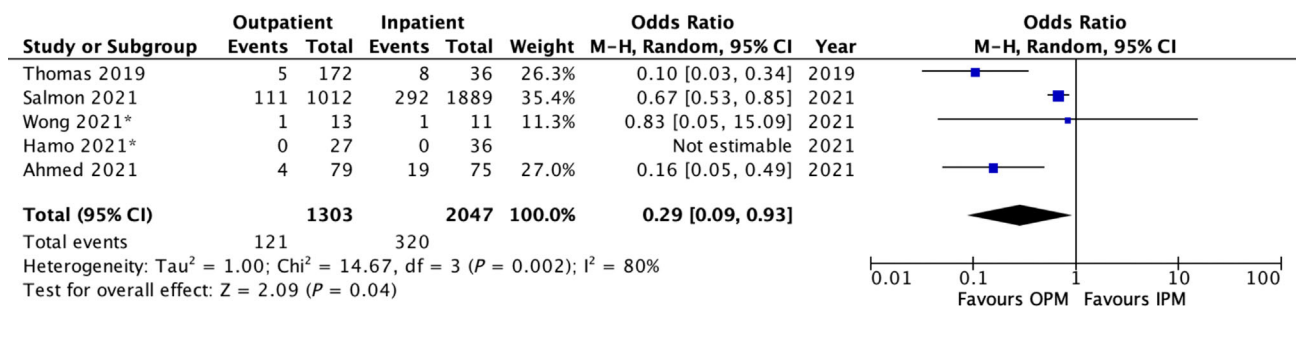 Outpatient Inpatient Odds Ratio Odds Ratio
Study or Subgroup Events Total Events Total Weight M-H, Random, 95% CI Year M-H, Random, 95% CI
Thomas 2019 5 172 8 36 26.3% 0.10 [0.03, 0.34] 2019
Salmon 2021 111 1012 292 1889 35.4% 0.67 [0.53, 0.85] 2021
Wong 2021* 1 13 1 11 11.3% 0.83 [0.05, 15.09] 2021
Hamo 2021* 0 27 0 36 Not estimable 2021
Ahmed 2021 4 79 19 75 27.0% 0.16 [0.05, 0.49] 2021
Total (95% CI) 1303 2047 100.0% 0.29 [0.09, 0.93]
Total events 121 320
Heterogeneity: Tau² = 1.00; Chi² = 14.67, df = 3 (P = 0.002); I² = 80%
Test for overall effect: Z = 2.09 (P = 0.04)
0.01 0.1 1 10 100
Favours OPM Favours IPM